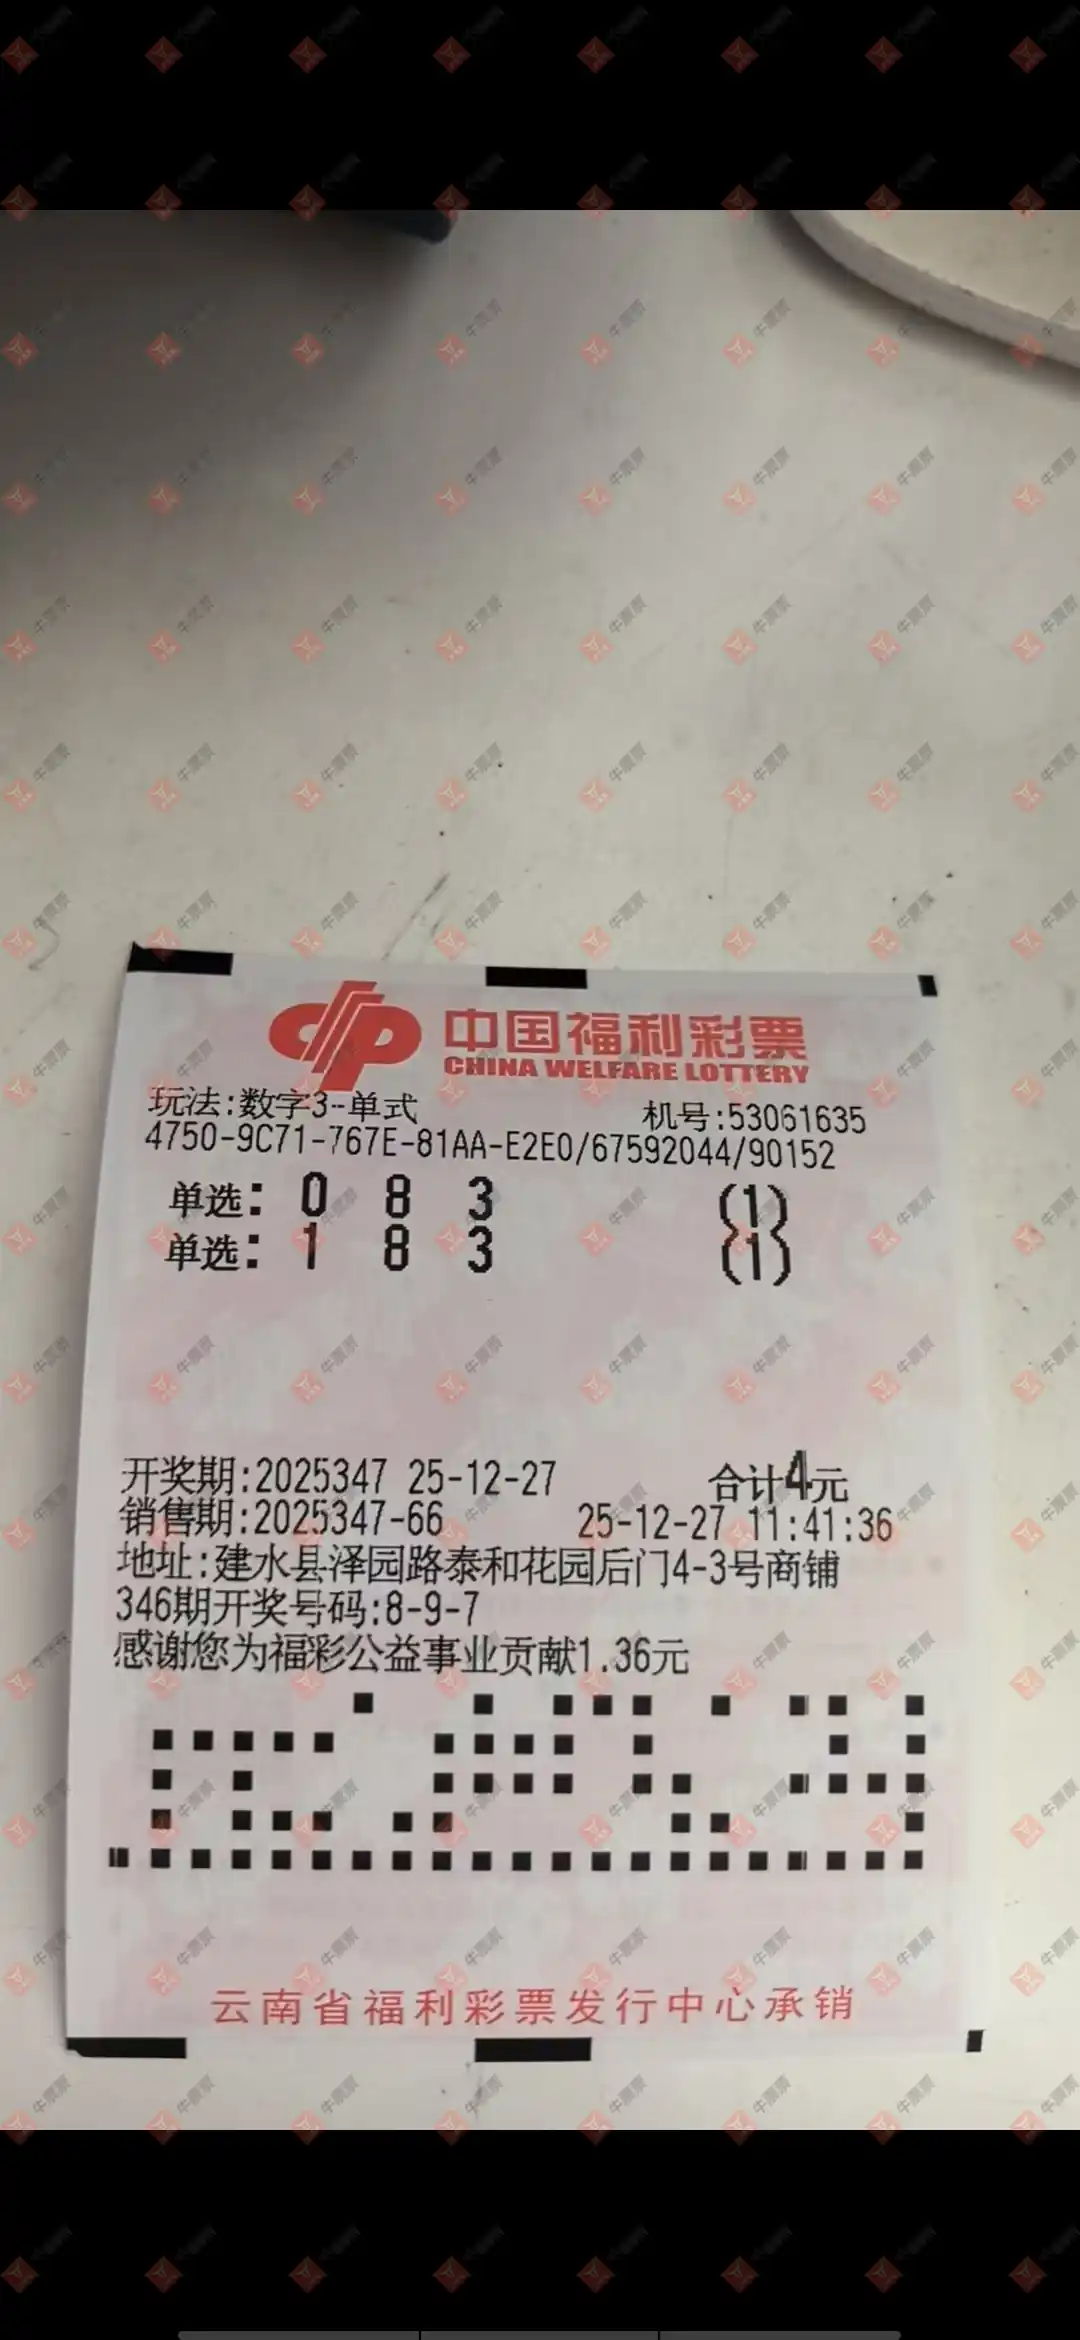 中国福利彩票
CHINA WELFARE LOTTERY
玩法:数字3-单式 机号:53061635
4750-9C71-767E-81AA-E2E0/67592044/90152
单选: 0 8 3 (1)
单选: 1 8 3 (1)
开奖期:2025347 25-12-27 合计4元
销售期:2025347-66 25-12-27 11:41:36
地址:建水县泽园路泰和花园后门4-3号商铺
346期开奖号码:8-9-7
感谢您为福彩公益事业贡献1.36元
云南省福利彩票发行中心承销
牛票票